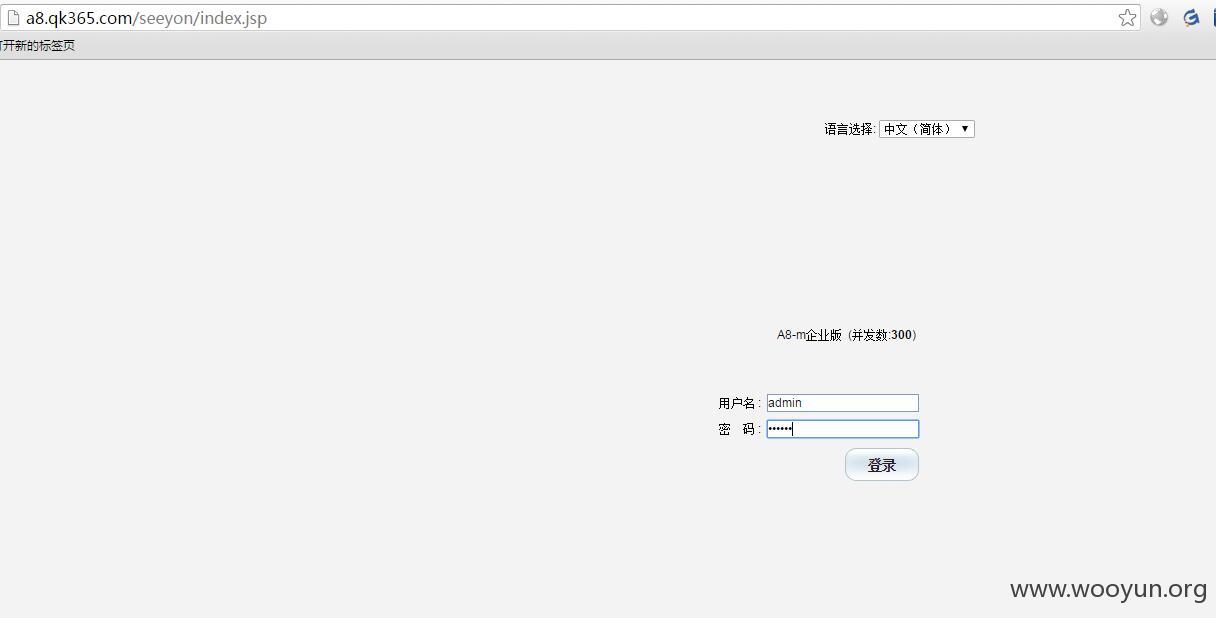 a8.qk365.com/seeyon/index.jsp
开新的标签页
语言选择: 中文（简体）
A8-m企业版 (并发数:300)
用户名: admin
密 码: ••••••
登录
www.wooyun.org